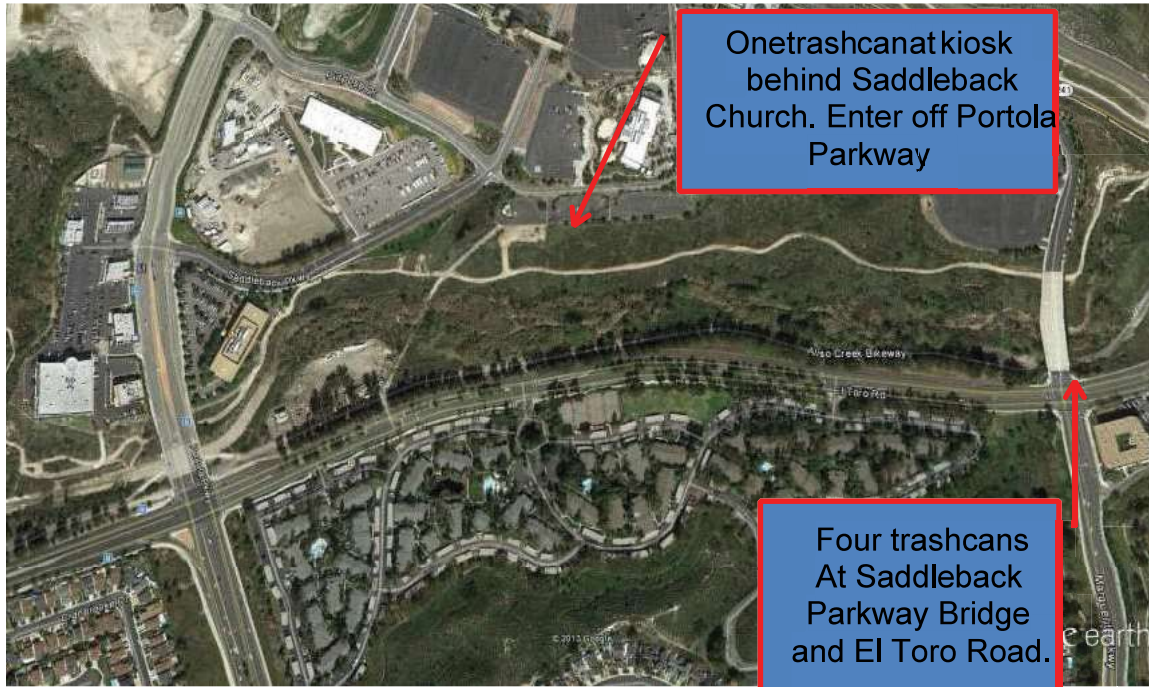 Onetrashcanatkiosk
behind Saddleback
Church. Enter off Portola
Parkway
Aliso Creek Bikeway
El Toro Rd
Four trashcans
At Saddleback
Parkway Bridge
and El Toro Road.
© 2013 Google
earth